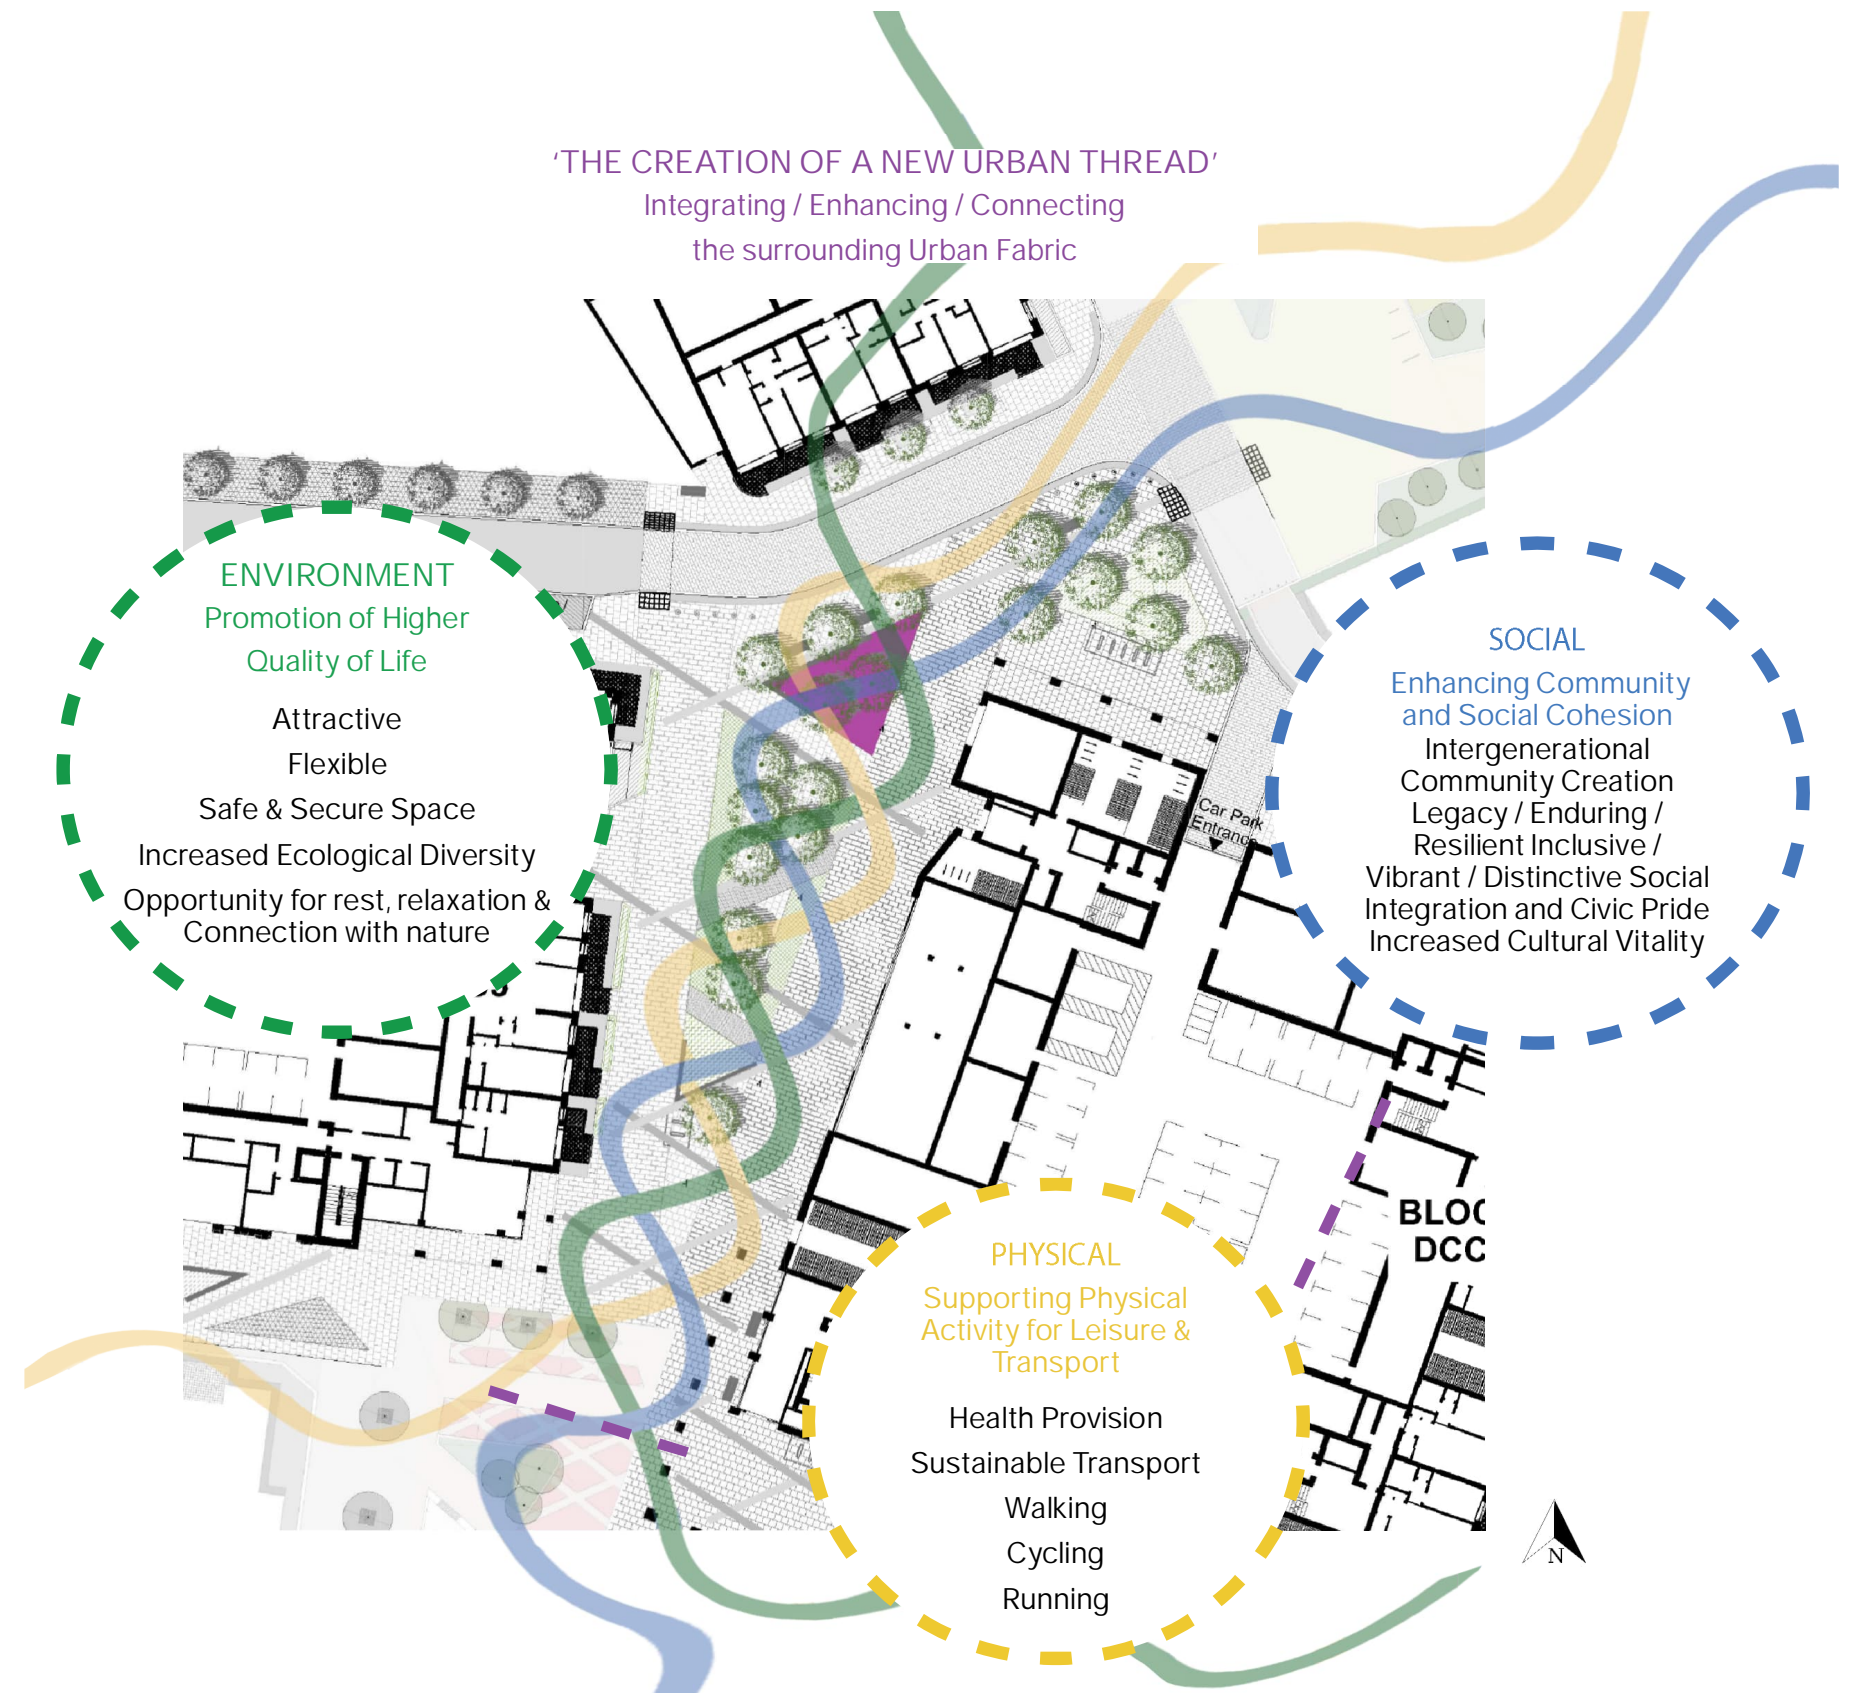 ‘THE CREATION OF A NEW URBAN THREAD’
Integrating / Enhancing / Connecting
the surrounding Urban Fabric
ENVIRONMENT
Promotion of Higher
Quality of Life
Attractive
Flexible
Safe & Secure Space
Increased Ecological Diversity
Opportunity for rest, relaxation &
Connection with nature
SOCIAL
Enhancing Community
and Social Cohesion
Intergenerational
Community Creation
Legacy / Enduring /
Resilient Inclusive /
Vibrant / Distinctive Social
Integration and Civic Pride
Increased Cultural Vitality
Car Park
Entrance
BLOC
DCC
PHYSICAL
Supporting Physical
Activity for Leisure &
Transport
Health Provision
Sustainable Transport
Walking
Cycling
Running
N